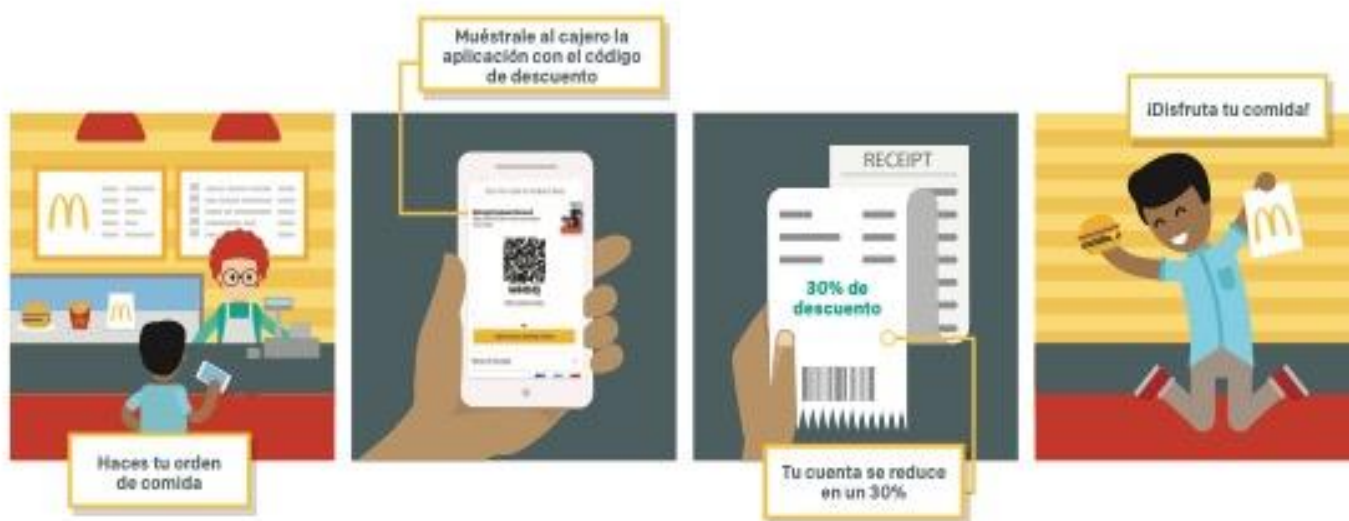 Haces tu orden
de comida
Muéstrale al cajero la
aplicación con el código
de descuento
RECEIPT
30% de
descuento
Tu cuenta se reduce
en un 30%
¡Disfruta tu comida!